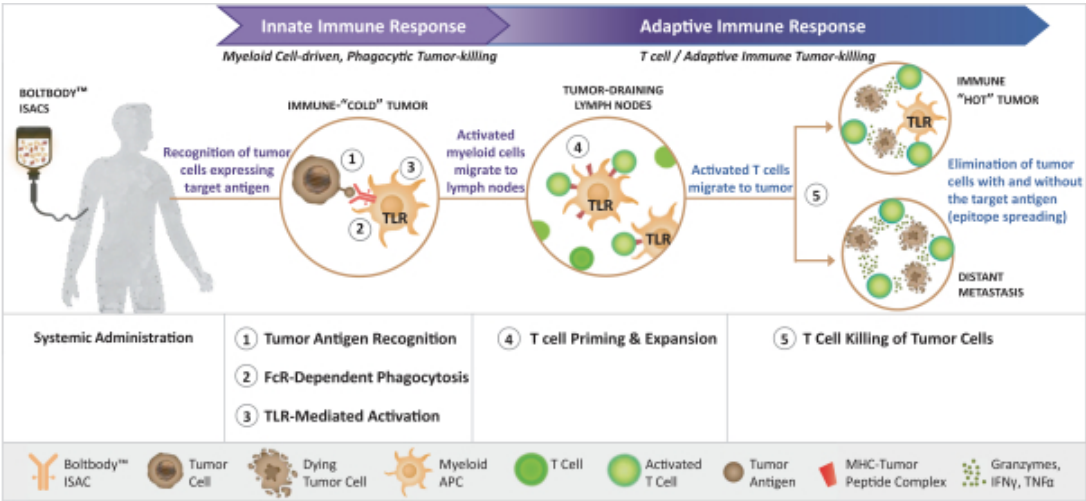 Innate Immune Response
Adaptive Immune Response
Myeloid Cell-driven, Phagocytic Tumor-killing
T cell / Adaptive Immune Tumor-killing
BOLTBODY™
ISACS
IMMUNE-"COLD" TUMOR
TUMOR-DRAINING
LYMPH NODES
IMMUNE
"HOT" TUMOR
Recognition of tumor
cells expressing
target antigen
1
3
2
TLR
Activated
myeloid cells
migrate to
lymph nodes
4
TLR
TLR
Activated T cells
migrate to tumor
5
TLR
Elimination of tumor
cells with and without
the target antigen
(epitope spreading)
DISTANT
METASTASIS
Systemic Administration
1 Tumor Antigen Recognition
2 FcR-Dependent Phagocytosis
3 TLR-Mediated Activation
4 T cell Priming & Expansion
5 T Cell Killing of Tumor Cells
Boltbody™
ISAC
Tumor
Cell
Dying
Tumor Cell
Myeloid
APC
T Cell
Activated
T Cell
Tumor
Antigen
MHC-Tumor
Peptide Complex
Granzymes,
IFNγ, TNFα